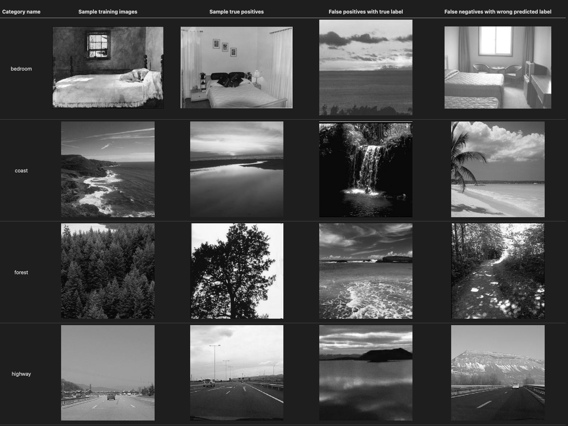 Category name Sample training images Sample true positives False positives with true label False negatives with wrong predicted label
bedroom
coast
forest
highway